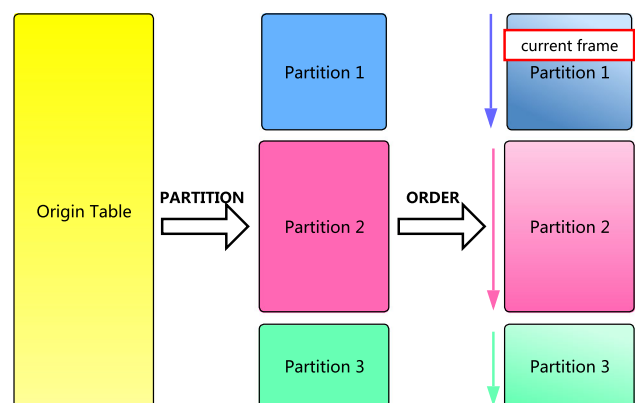 Origin Table
PARTITION
Partition 1
Partition 2
Partition 3
ORDER
current frame
Partition 1
Partition 2
Partition 3